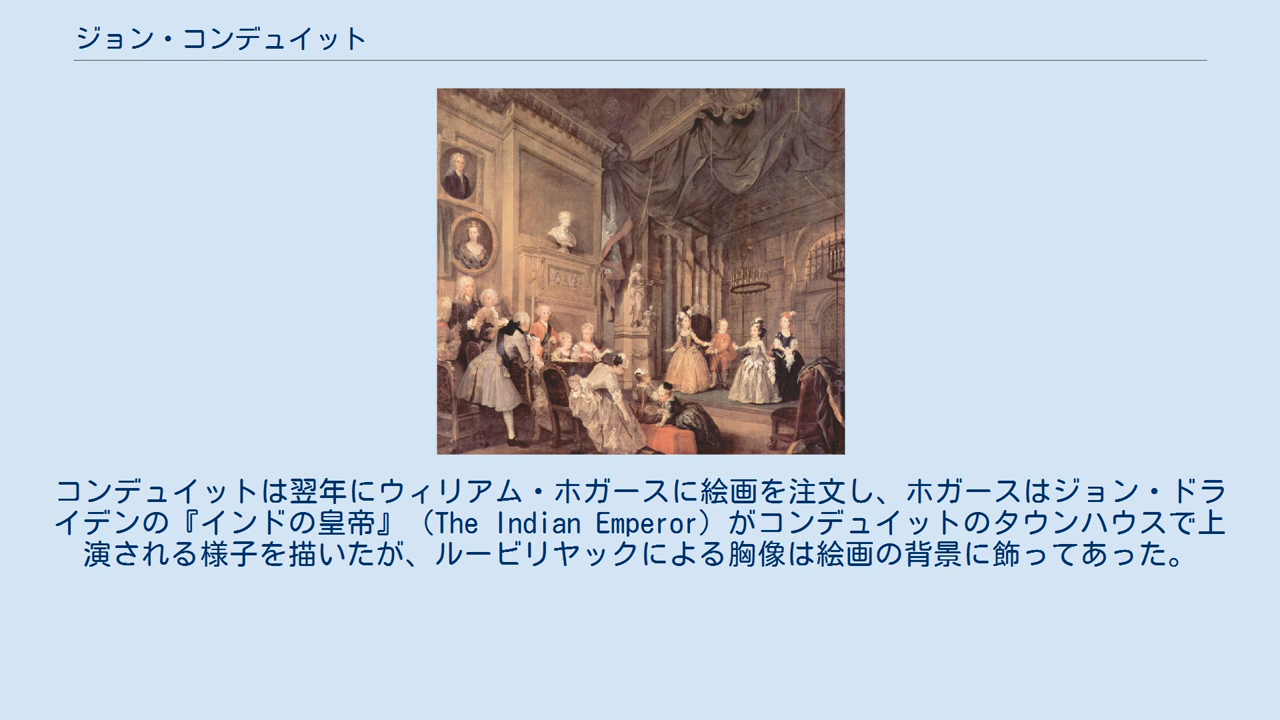 ジョン・コンデュイット
コンデュイットは翌年にウィリアム・ホガースに絵画を注文し、ホガースはジョン・ドラ
イデンの『インドの皇帝』（The Indian Emperor）がコンデュイットのタウンハウスで上
演される様子を描いたが、ルービリヤックによる胸像は絵画の背景に飾ってあった。